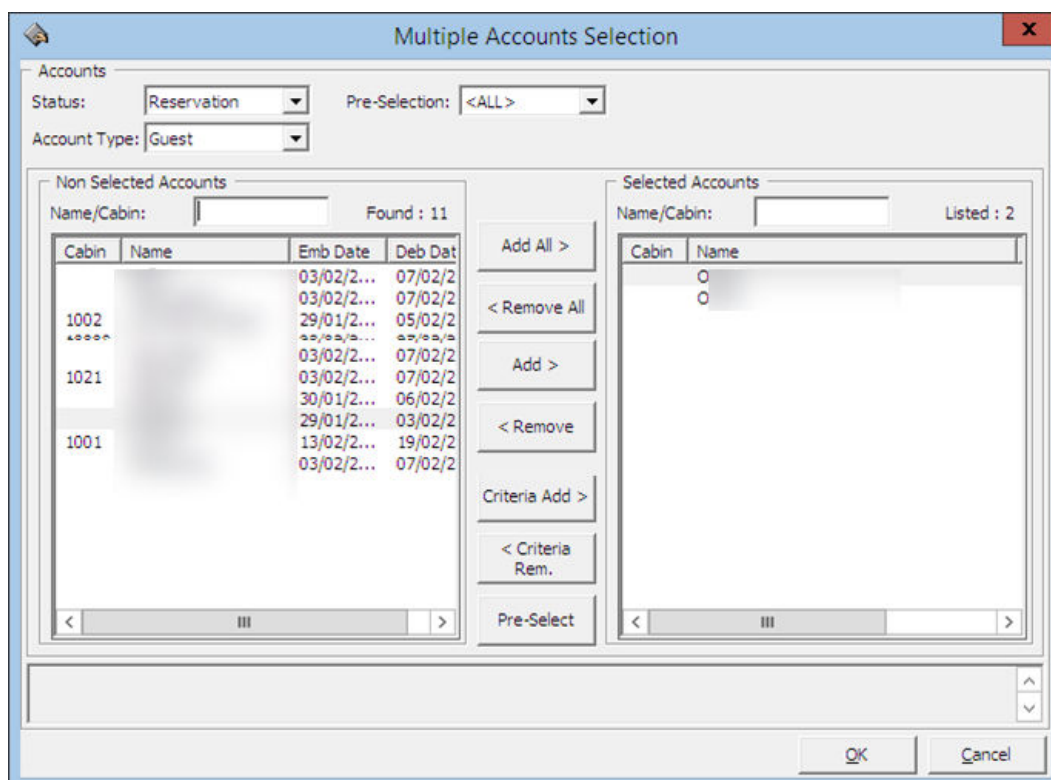 Multiple Accounts Selection
x
Accounts
Status: Reservation Pre-Selection: <ALL>
Account Type: Guest
Non Selected Accounts
Name/Cabin: Found : 11
Cabin Name Emb Date Deb Dat
03/02/2... 07/02/2
03/02/2... 07/02/2
1002 29/01/2... 05/02/2
03/02/2... 07/02/2
1021 03/02/2... 07/02/2
30/01/2... 06/02/2
29/01/2... 03/02/2
1001 13/02/2... 19/02/2
03/02/2... 07/02/2
Add All >
< Remove All
Add >
< Remove
Criteria Add >
< Criteria
Rem.
Pre-Select
Selected Accounts
Name/Cabin: Listed : 2
Cabin Name
O
O
OK Cancel